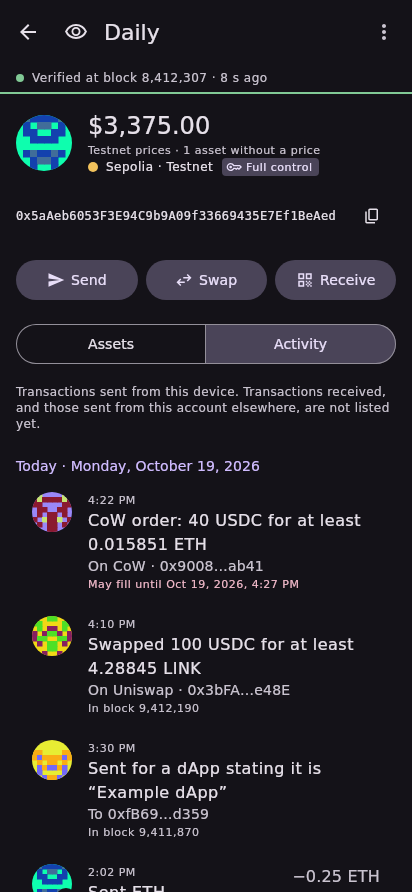 Daily
Verified at block 8,412,307 · 8 s ago
$3,375.00
Testnet prices · 1 asset without a price
Sepolia · Testnet
Full control
0x5aAeb6053F3E94C9b9A09f33669435E7Ef1BeAed
Send
Swap
Receive
Assets
Activity
Transactions sent from this device. Transactions received,
and those sent from this account elsewhere, are not listed
yet.
Today · Monday, October 19, 2026
4:22 PM
CoW order: 40 USDC for at least
0.015851 ETH
On CoW · 0x9008…ab41
May fill until Oct 19, 2026, 4:27 PM
4:10 PM
Swapped 100 USDC for at least
4.28845 LINK
On Uniswap · 0x3bFA…e48E
In block 9,412,190
3:30 PM
Sent for a dApp stating it is
“Example dApp”
To 0xfB69…d359
In block 9,411,870
2:02 PM
−0.25 ETH
Sent ETH